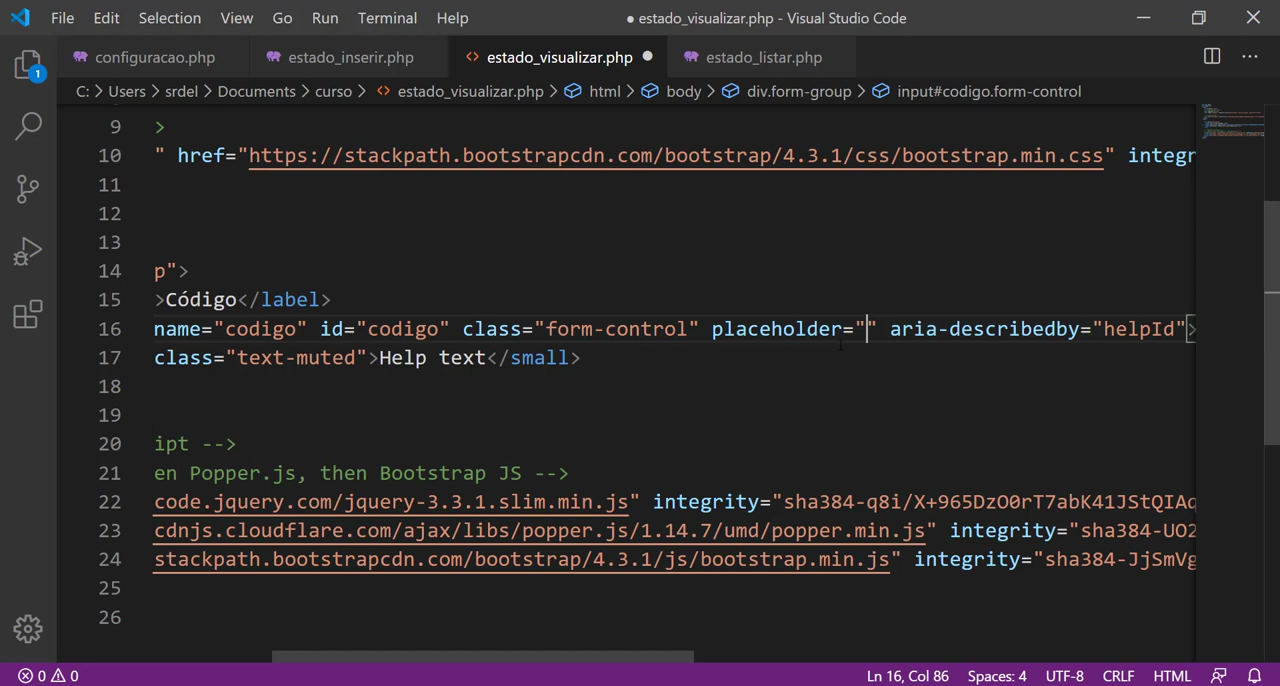 File Edit Selection View Go Run Terminal Help ● estado_visualizar.php - Visual Studio Code
configuracao.php estado_inserir.php <> estado_visualizar.php ● estado_listar.php ...
1
C: > Users > srdel > Documents > curso > <> estado_visualizar.php > html > body > div.form-group > input#codigo.form-control
9 >
10 " href="https://stackpath.bootstrapcdn.com/bootstrap/4.3.1/css/bootstrap.min.css" integr
11
12
13
14 p">
15 >Código</label>
16 name="codigo" id="codigo" class="form-control" placeholder="" aria-describedby="helpId">
17 class="text-muted">Help text</small>
18
19
20 ipt -->
21 en Popper.js, then Bootstrap JS -->
22 code.jquery.com/jquery-3.3.1.slim.min.js" integrity="sha384-q8i/X+965DzO0rT7abK41JStQIAq
23 cdnjs.cloudflare.com/ajax/libs/popper.js/1.14.7/umd/popper.min.js" integrity="sha384-UO2
24 stackpath.bootstrapcdn.com/bootstrap/4.3.1/js/bootstrap.min.js" integrity="sha384-JjSmVg
25
26
0 0 Ln 16, Col 86 Spaces: 4 UTF-8 CRLF HTML